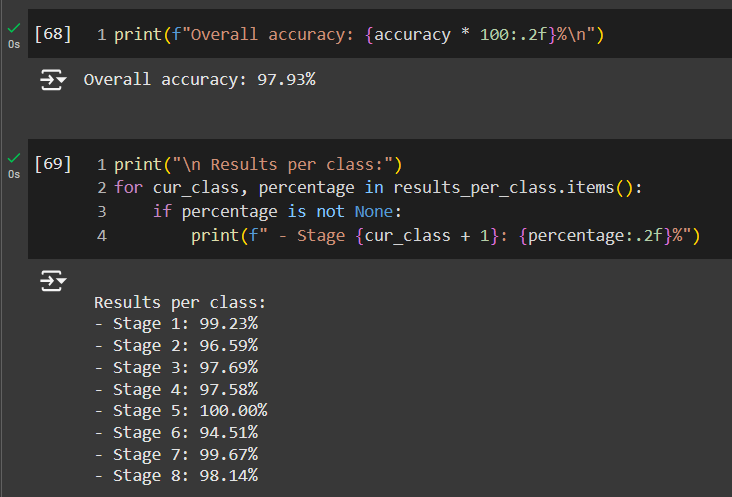 [68] 1 print(f"Overall accuracy: {accuracy * 100:.2f}%\n")
0s
Overall accuracy: 97.93%
[69] 1 print("\n Results per class:")
0s
2 for cur_class, percentage in results_per_class.items():
3 if percentage is not None:
4 print(f" - Stage {cur_class + 1}: {percentage:.2f}%")
Results per class:
- Stage 1: 99.23%
- Stage 2: 96.59%
- Stage 3: 97.69%
- Stage 4: 97.58%
- Stage 5: 100.00%
- Stage 6: 94.51%
- Stage 7: 99.67%
- Stage 8: 98.14%